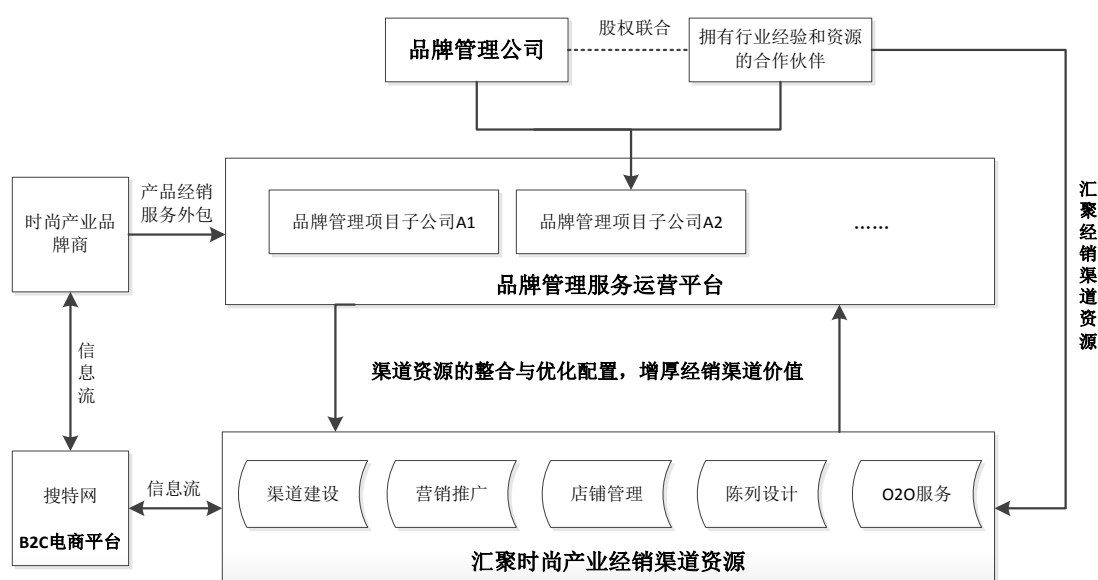 股权联合
品牌管理公司
拥有行业经验和资源
的合作伙伴
时尚产业品
牌商
产品经销
服务外包
品牌管理项目子公司A1
品牌管理项目子公司A2
……
品牌管理服务运营平台
汇聚经销渠道资源
信息流
渠道资源的整合与优化配置，增厚经销渠道价值
搜特网
B2C电商平台
信息流
渠道建设
营销推广
店铺管理
陈列设计
O2O服务
汇聚时尚产业经销渠道资源